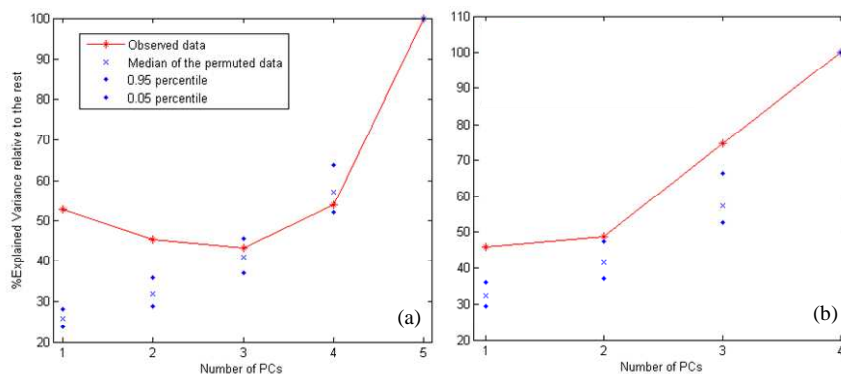 100
90
80
70
60
50
40
30
20
%Explained Variance relative to the rest
Observed data
Median of the permuted data
0.95 percentile
0.05 percentile
(a)
1 2 3 4 5
Number of PCs
110
100
90
80
70
60
50
40
30
20
(b)
1 2 3 4
Number of PCs